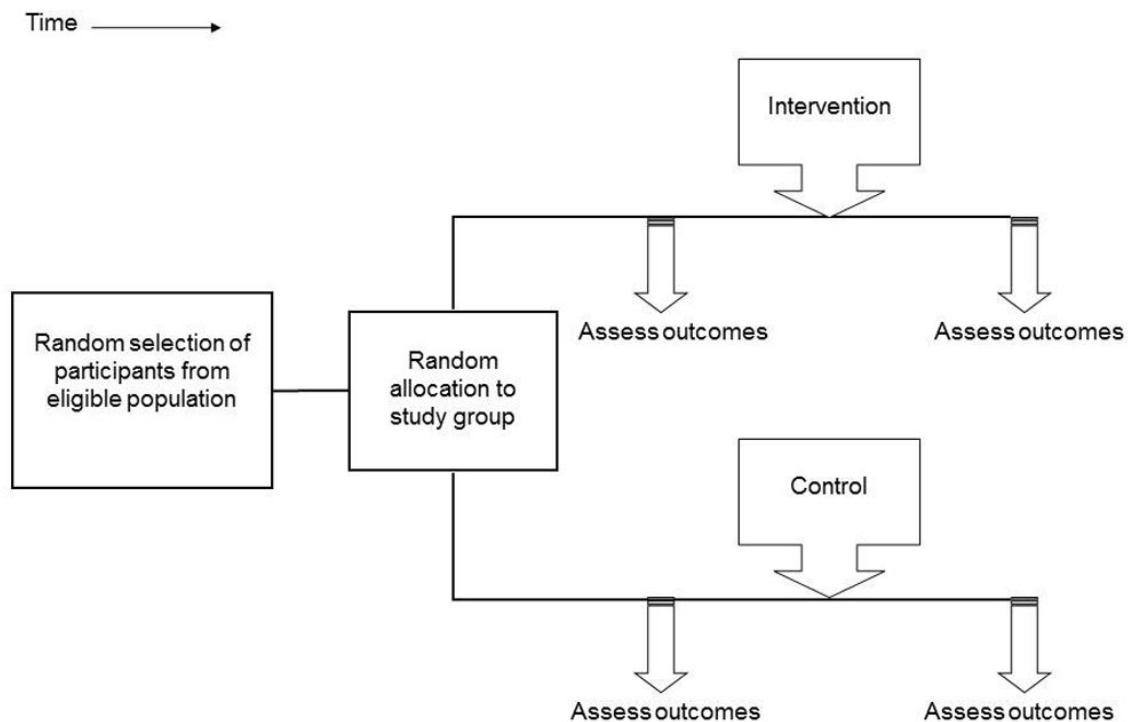 Time
Intervention
Assess outcomes
Assess outcomes
Random selection of
participants from
eligible population
Random
allocation to
study group
Control
Assess outcomes
Assess outcomes